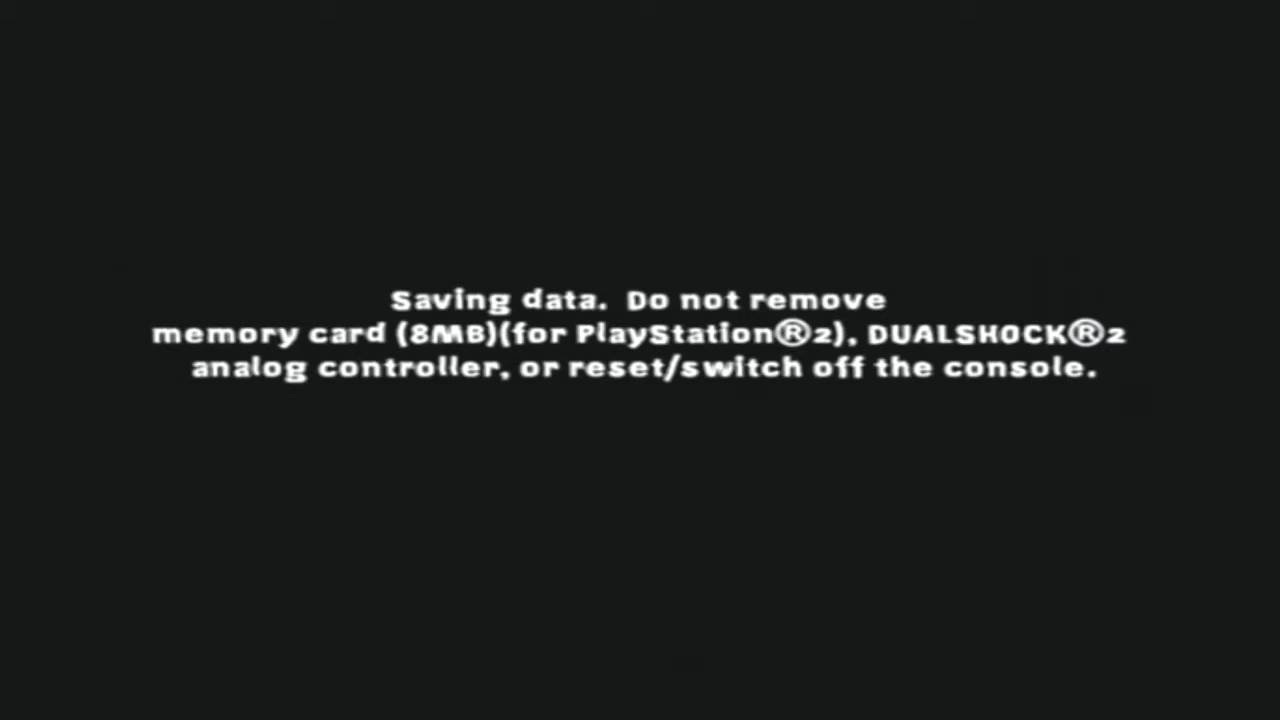 Saving data.  Do not remove
memory card (8MB)(for PlayStation®2), DUALSHOCK®2
analog controller, or reset/switch off the console.